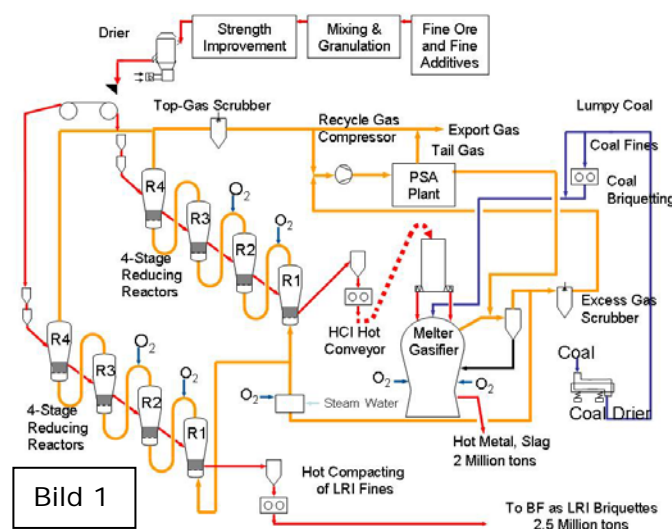 Drier
Strength
Improvement
Mixing &
Granulation
Fine Ore
and Fine
Additives
Top-Gas Scrubber
Recycle Gas
Compressor
Export Gas
Tail Gas
PSA
Plant
Lumpy Coal
Coal Fines
Coal
Briquetting
R4
R3
R2
R1
O2
O2
4-Stage
Reducing
Reactors
HCI Hot
Conveyor
Melter
Gasifier
Excess Gas
Scrubber
R4
R3
R2
R1
O2
O2
4-Stage
Reducing
Reactors
O2
Steam Water
O2
O2
Coal
Coal Drier
Hot Metal, Slag
2 Million tons
Hot Compacting
of LRI Fines
To BF as LRI Briquettes
2.5 Million tons
Bild 1